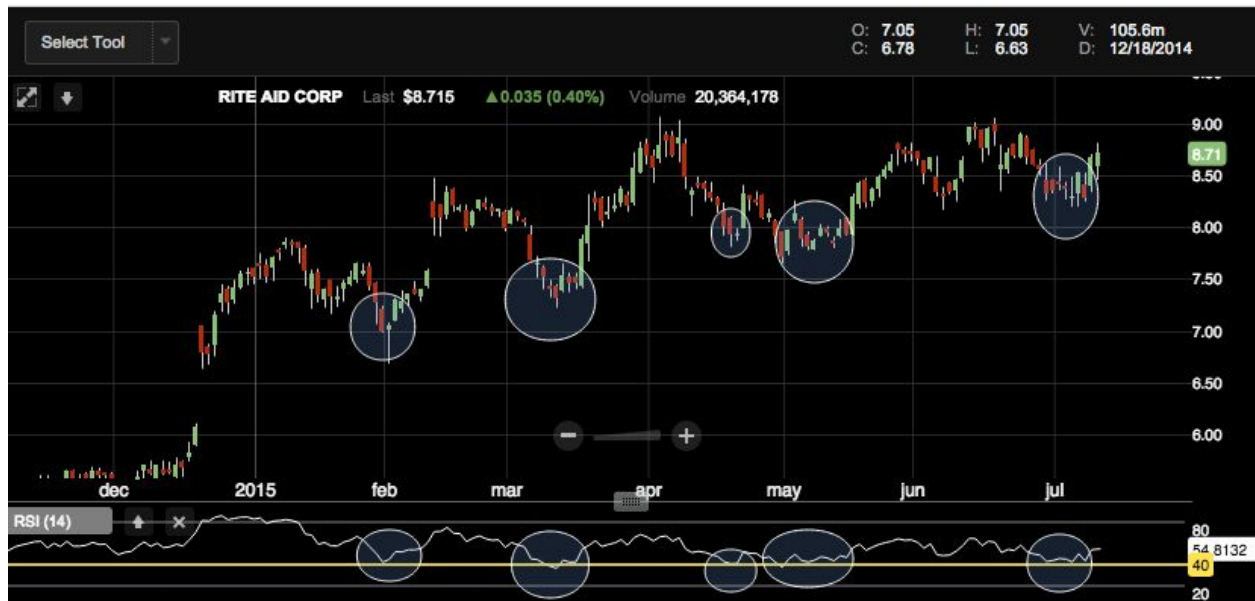 Select Tool
O: 7.05 H: 7.05 V: 105.6m
C: 6.78 L: 6.63 D: 12/18/2014
RITE AID CORP Last $8.715 ▲0.035 (0.40%) Volume 20,364,178
9.00
8.71
8.50
8.00
7.50
7.00
6.50
6.00
dec 2015 feb mar apr may jun jul
RSI (14)
80
54.8132
40
20